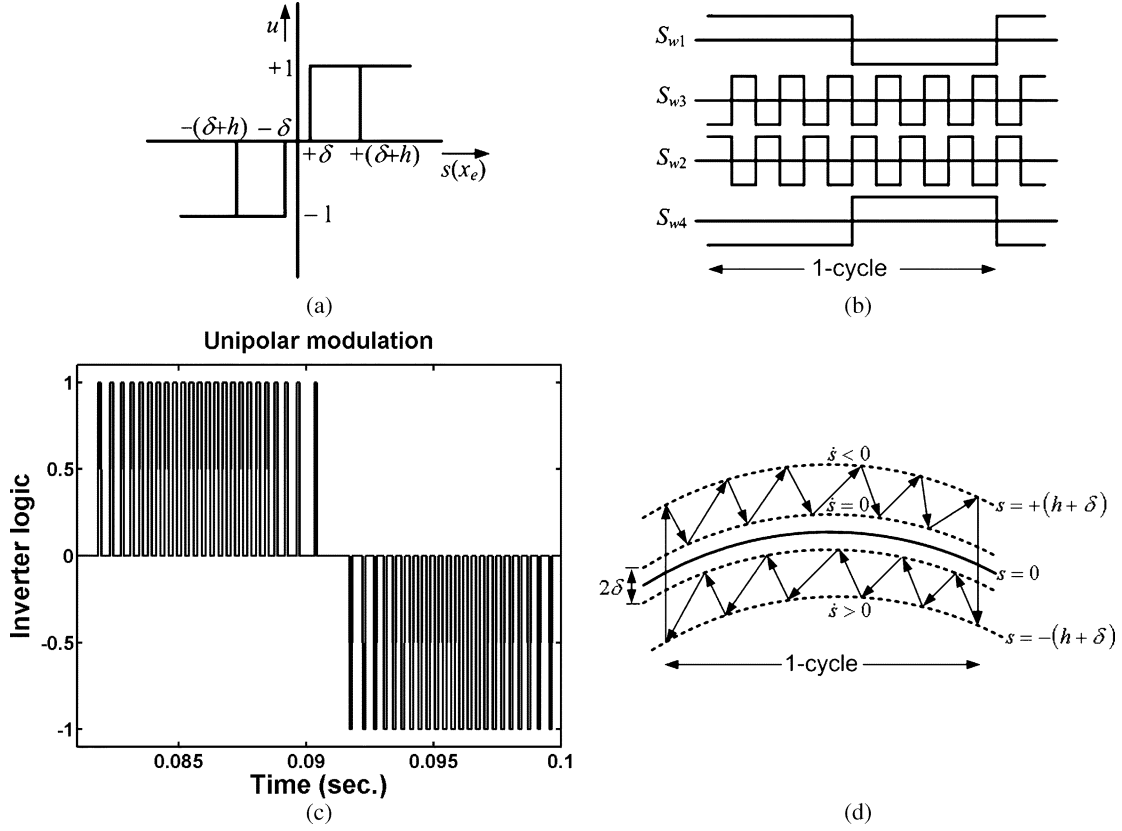 u
+1
−(δ+h) − δ
+δ +(δ+h)
s(xₑ)
− 1
(a)
S_w1
S_w3
S_w2
S_w4
1-cycle
(b)
Unipolar modulation
1
0.5
0
-0.5
-1
Inverter logic
0.085 0.09 0.095 0.1
Time (sec.)
(c)
ṡ < 0
s = +(h + δ)
ṡ = 0
s = 0
2δ
ṡ > 0
s = −(h + δ)
1-cycle
(d)